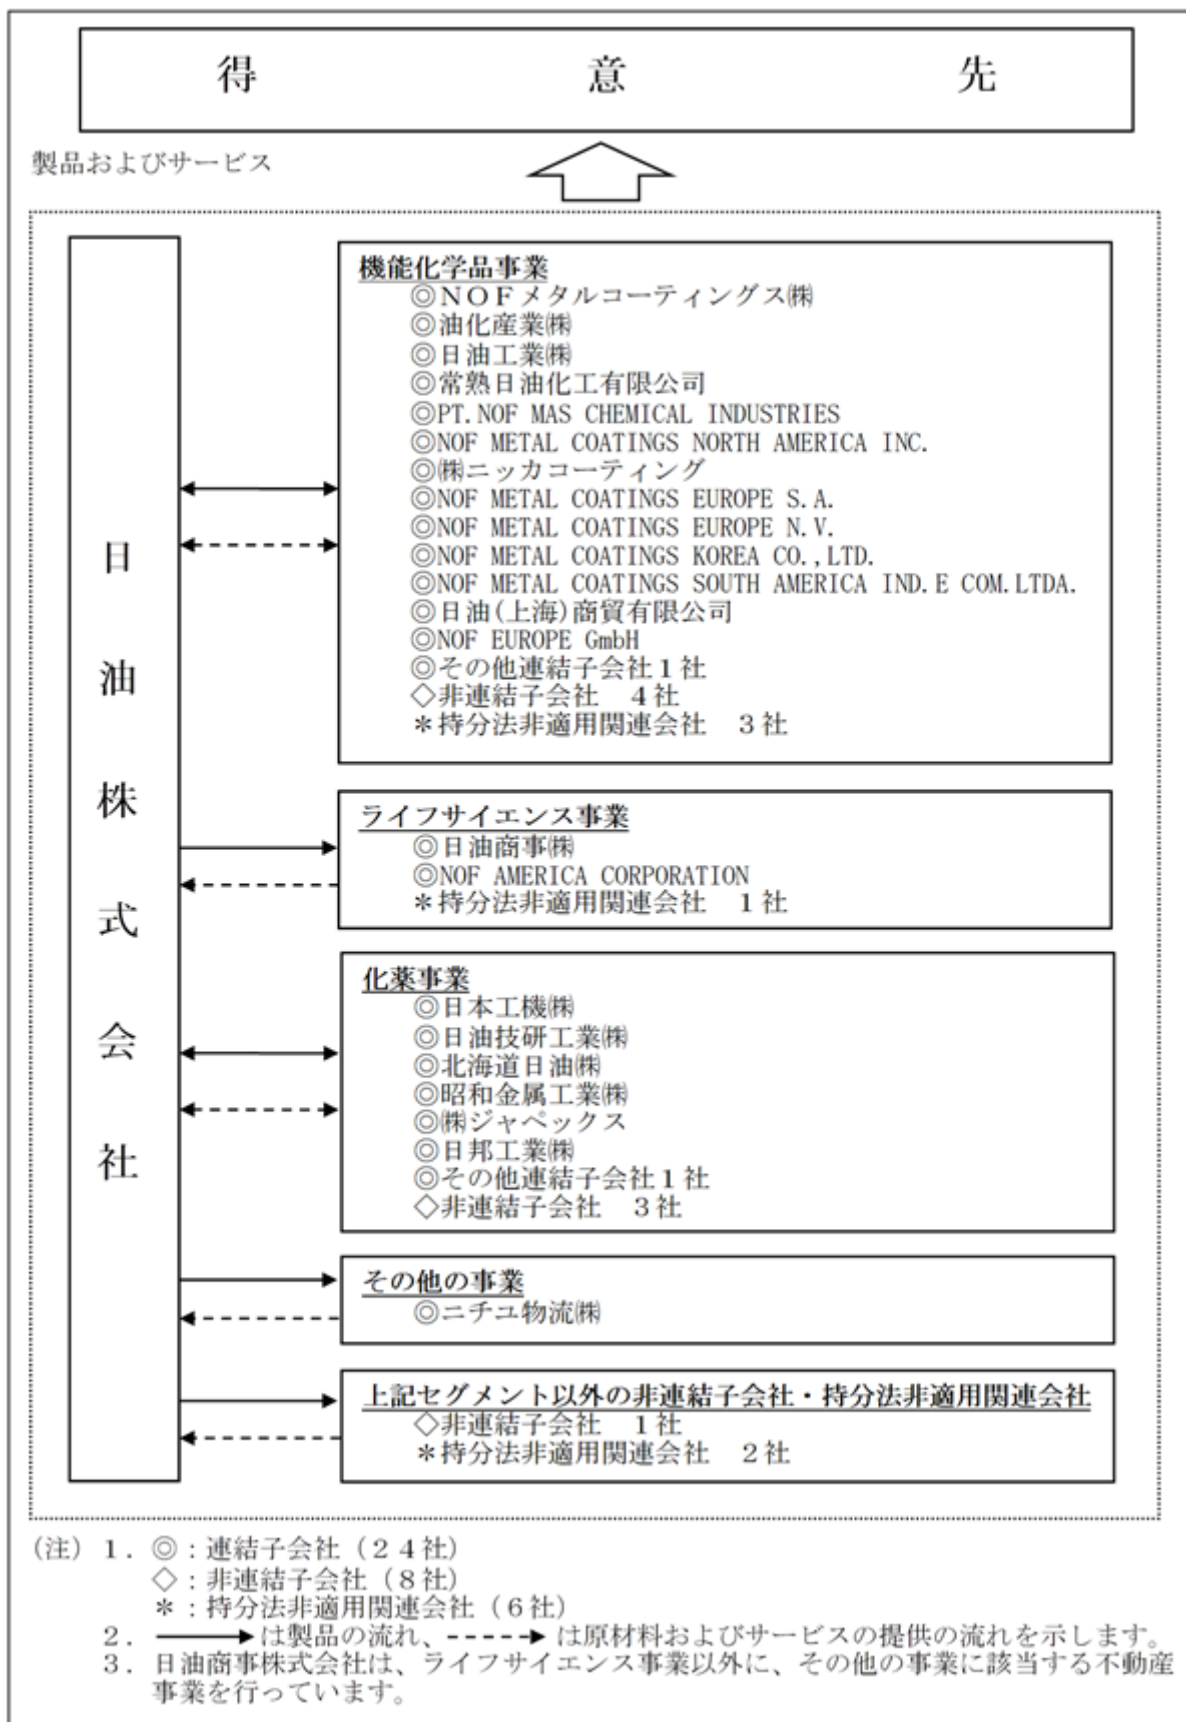 得意先
製品およびサービス
日油株式会社
機能化学品事業
◎NOFメタルコーティングス㈱
◎油化産業㈱
◎日油工業㈱
◎常熟日油化工有限公司
◎PT.NOF MAS CHEMICAL INDUSTRIES
◎NOF METAL COATINGS NORTH AMERICA INC.
◎㈱ニッカコーティング
◎NOF METAL COATINGS EUROPE S.A.
◎NOF METAL COATINGS EUROPE N.V.
◎NOF METAL COATINGS KOREA CO.,LTD.
◎NOF METAL COATINGS SOUTH AMERICA IND.E COM.LTDA.
◎日油(上海)商貿有限公司
◎NOF EUROPE GmbH
◎その他連結子会社1社
◇非連結子会社 4社
*持分法非適用関連会社 3社
ライフサイエンス事業
◎日油商事㈱
◎NOF AMERICA CORPORATION
*持分法非適用関連会社 1社
化薬事業
◎日本工機㈱
◎日油技研工業㈱
◎北海道日油㈱
◎昭和金属工業㈱
◎㈱ジャペックス
◎日邦工業㈱
◎その他連結子会社1社
◇非連結子会社 3社
その他の事業
◎ニチユ物流㈱
上記セグメント以外の非連結子会社・持分法非適用関連会社
◇非連結子会社 1社
*持分法非適用関連会社 2社
(注) 1.◎:連結子会社(24社)
◇:非連結子会社(8社)
*:持分法非適用関連会社(6社)
2. は製品の流れ、 は原材料およびサービスの提供の流れを示します。
3.日油商事株式会社は、ライフサイエンス事業以外に、その他の事業に該当する不動産
事業を行っています。